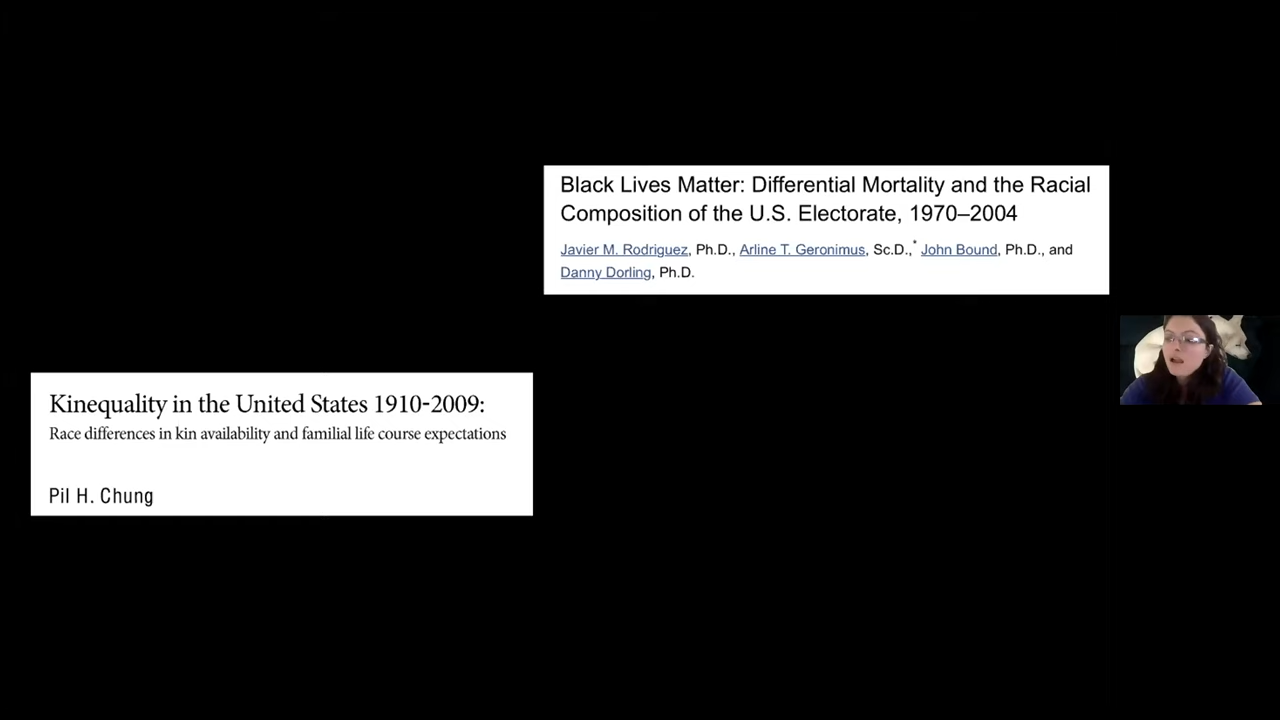 Black Lives Matter: Differential Mortality and the Racial
Composition of the U.S. Electorate, 1970–2004
Javier M. Rodriguez, Ph.D., Arline T. Geronimus, Sc.D.,* John Bound, Ph.D., and
Danny Dorling, Ph.D.
Kinequality in the United States 1910-2009:
Race differences in kin availability and familial life course expectations
Pil H. Chung